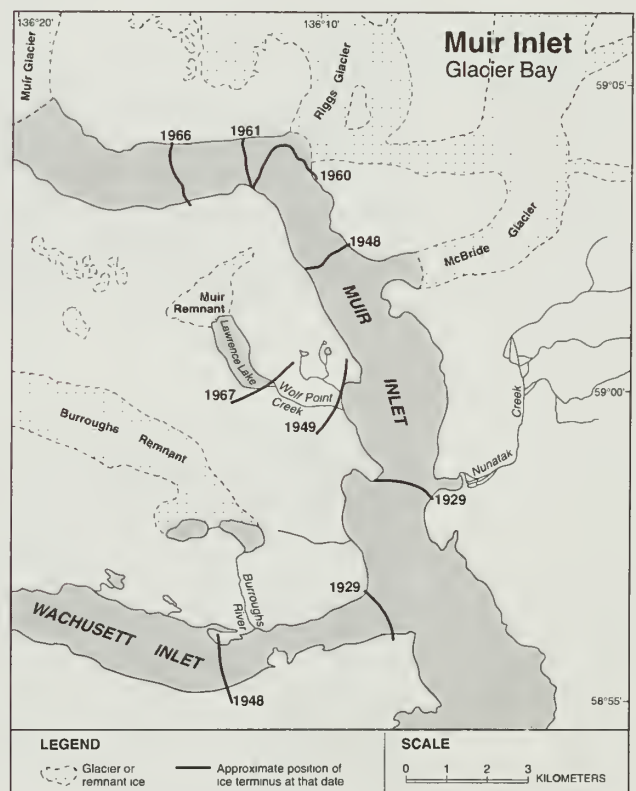 136°20'
136°10'
Muir Inlet
Glacier Bay
Muir Glacier
Riggs Glacier
59°05'
1966
1961
1960
1948
McBride Glacier
MUIR
INLET
Muir
Remnant
Lawrence Lake
1967
Wolf Point
Creek
1949
59°00'
Burroughs Remnant
Nunatak
Creek
1929
1929
Burroughs
River
WACHUSETT INLET
1948
58°55'
LEGEND
Glacier or
remnant ice
Approximate position of
ice terminus at that date
SCALE
0 1 2 3
KILOMETERS